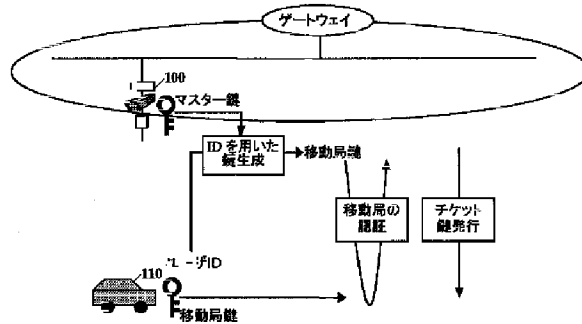 ゲートウェイ
100
マスター鍵
IDを用いた
鍵生成
移動局鍵
移動局の
認証
チケット
鍵発行
110
ID
移動局鍵